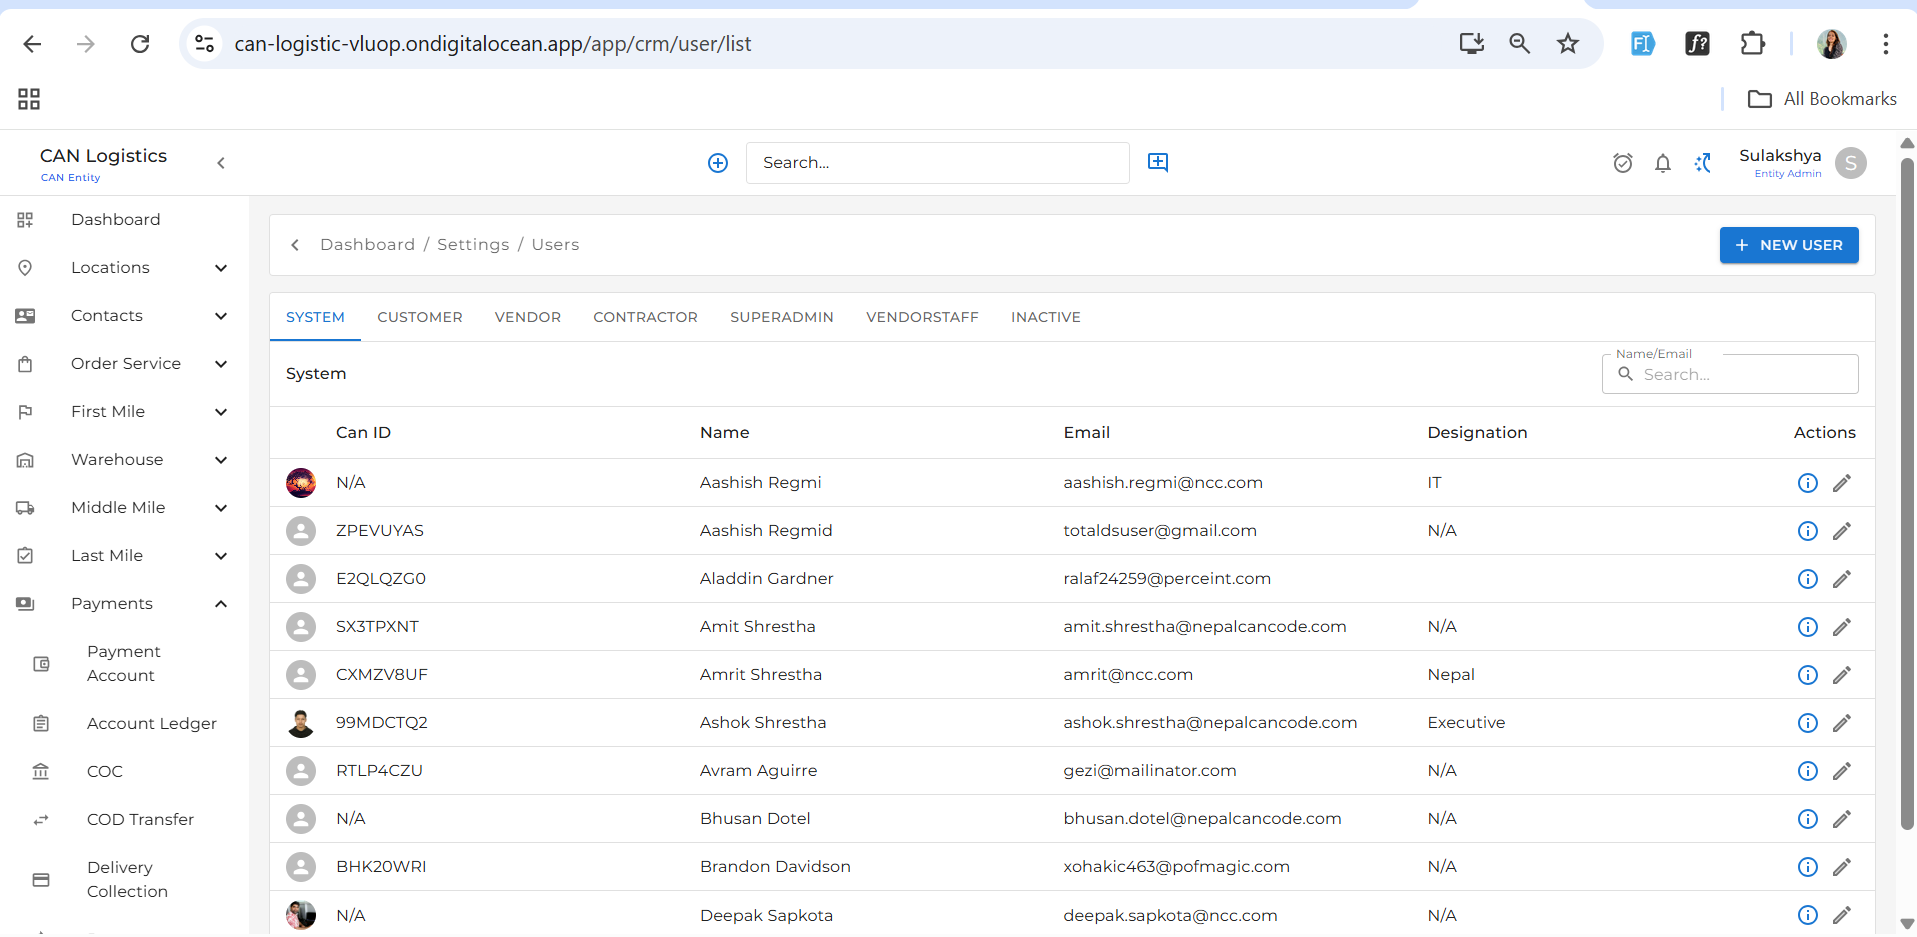 can-logistic-vluop.ondigitalocean.app/app/crm/user/list
All Bookmarks
CAN Logistics
CAN Entity
Search...
Sulakshya
Entity Admin
S
Dashboard
Locations
Contacts
Order Service
First Mile
Warehouse
Middle Mile
Last Mile
Payments
Payment
Account
Account Ledger
COC
COD Transfer
Delivery
Collection
Dashboard / Settings / Users
+ NEW USER
SYSTEM CUSTOMER VENDOR CONTRACTOR SUPERADMIN VENDORSTAFF INACTIVE
System
Name/Email
Search...
Can ID Name Email Designation Actions
N/A Aashish Regmi aashish.regmi@ncc.com IT
ZPEVUYAS Aashish Regmid totaldsuser@gmail.com N/A
E2QLQZG0 Aladdin Gardner ralaf24259@perceint.com
SX3TPXNT Amit Shrestha amit.shrestha@nepalcancode.com N/A
CXMZV8UF Amrit Shrestha amrit@ncc.com Nepal
99MDCTQ2 Ashok Shrestha ashok.shrestha@nepalcancode.com Executive
RTLP4CZU Avram Aguirre gezi@mailinator.com N/A
N/A Bhusan Dotel bhusan.dotel@nepalcancode.com N/A
BHK20WRI Brandon Davidson xohakic463@pofmagic.com N/A
N/A Deepak Sapkota deepak.sapkota@ncc.com N/A